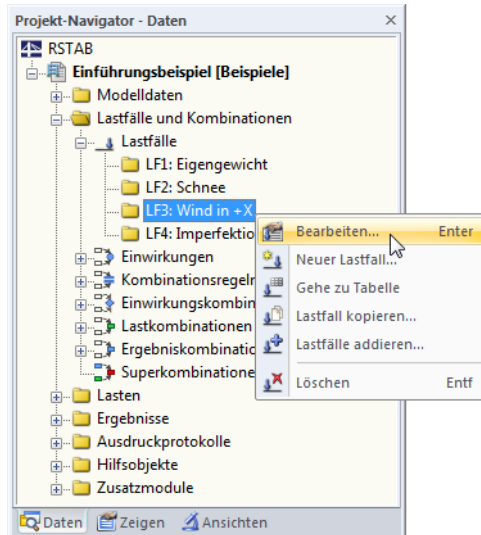 Projekt-Navigator - Daten
RSTAB
Einführungsbeispiel [Beispiele]
Modelldaten
Lastfälle und Kombinationen
Lastfälle
LF1: Eigengewicht
LF2: Schnee
LF3: Wind in +X
LF4: Imperfektio
Einwirkungen
Kombinationsregeln
Einwirkungskombin
Lastkombinationen
Ergebniskombinatio
Superkombinatione
Lasten
Ergebnisse
Ausdruckprotokolle
Hilfsobjekte
Zusatzmodule
Bearbeiten... Enter
Neuer Lastfall...
Gehe zu Tabelle
Lastfall kopieren...
Lastfälle addieren...
Löschen Entf
Daten Zeigen Ansichten